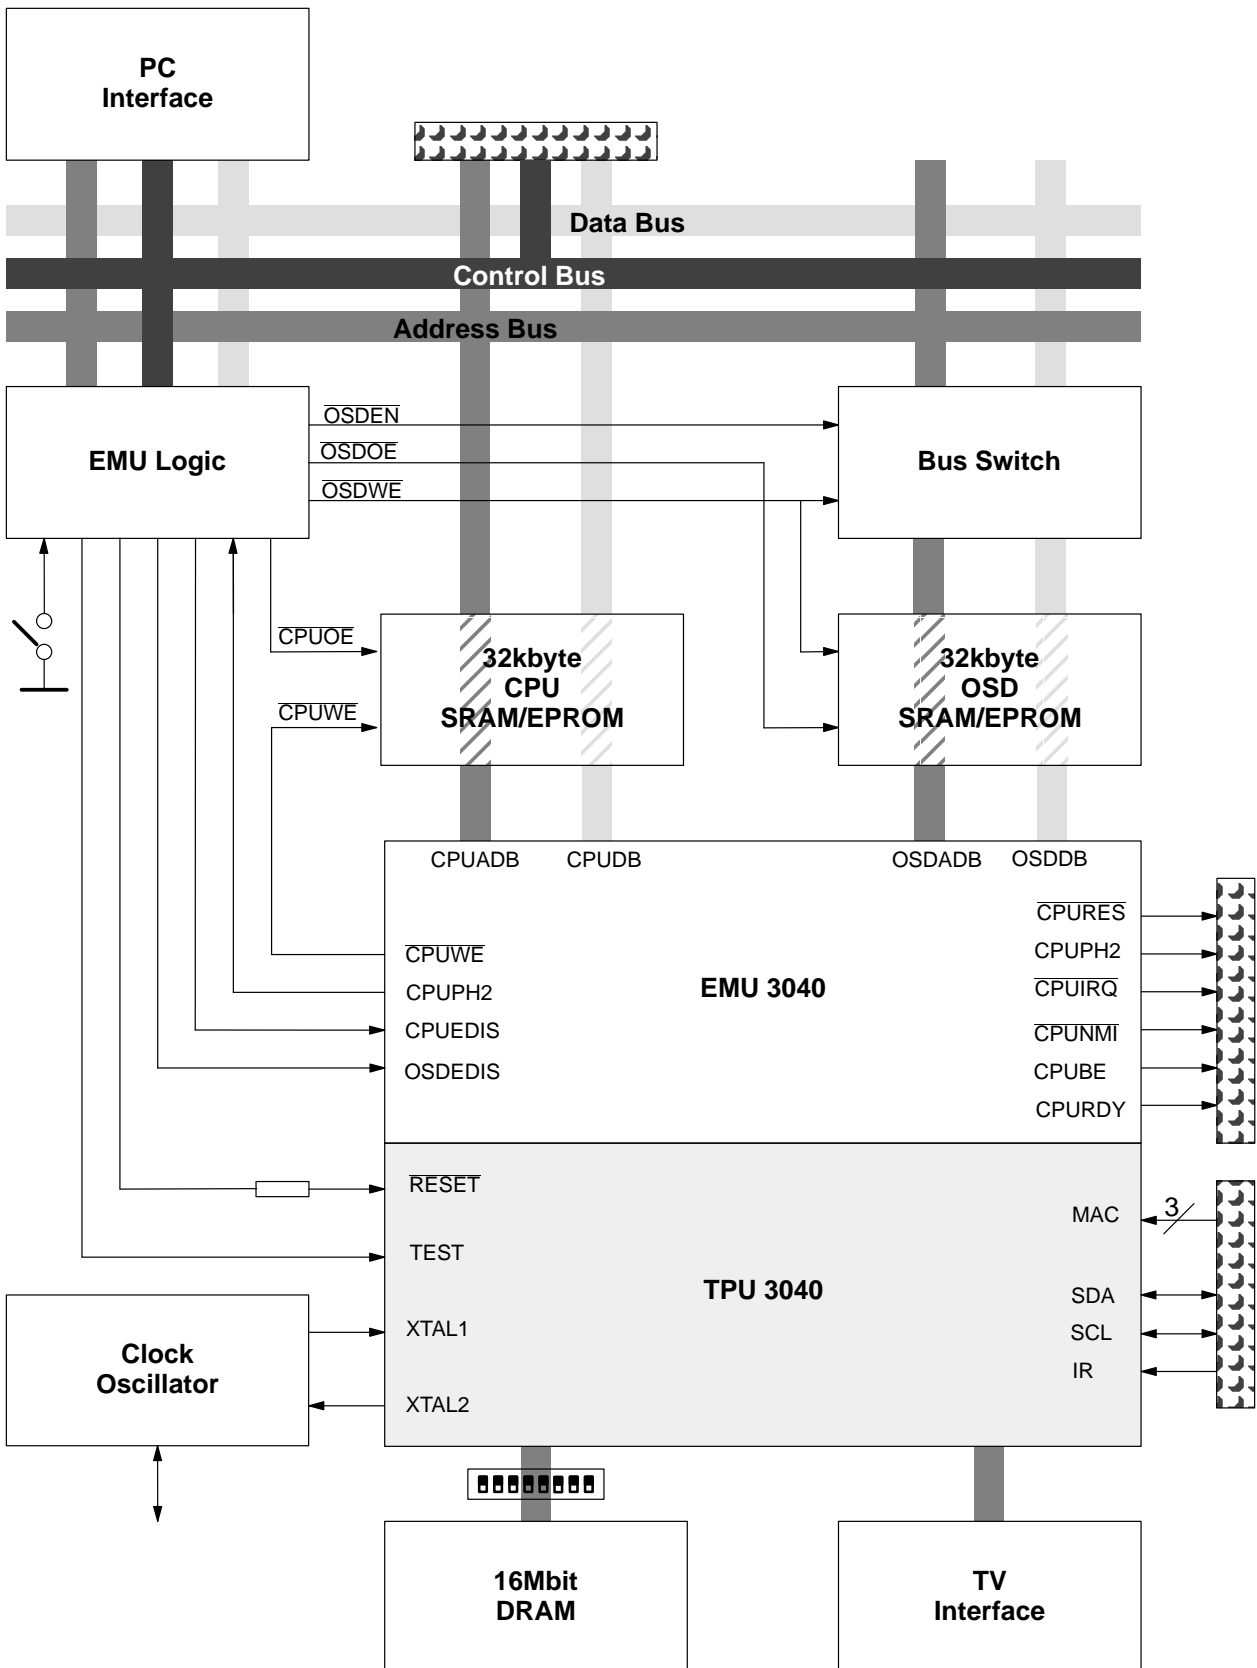 PC
Interface
Data Bus
Control Bus
Address Bus
EMU Logic
OSDEN
OSDOE
OSDWE
Bus Switch
CPUOE
CPUWE
32kbyte
CPU
SRAM/EPROM
32kbyte
OSD
SRAM/EPROM
CPUADB
CPUDB
OSDADB
OSDDB
CPUWE
CPUPH2
CPUEDIS
OSDEDIS
EMU 3040
CPURES
CPUPH2
CPUIRQ
CPUNMI
CPUBE
CPURDY
RESET
TEST
XTAL1
XTAL2
TPU 3040
MAC
3
SDA
SCL
IR
Clock
Oscillator
16Mbit
DRAM
TV
Interface